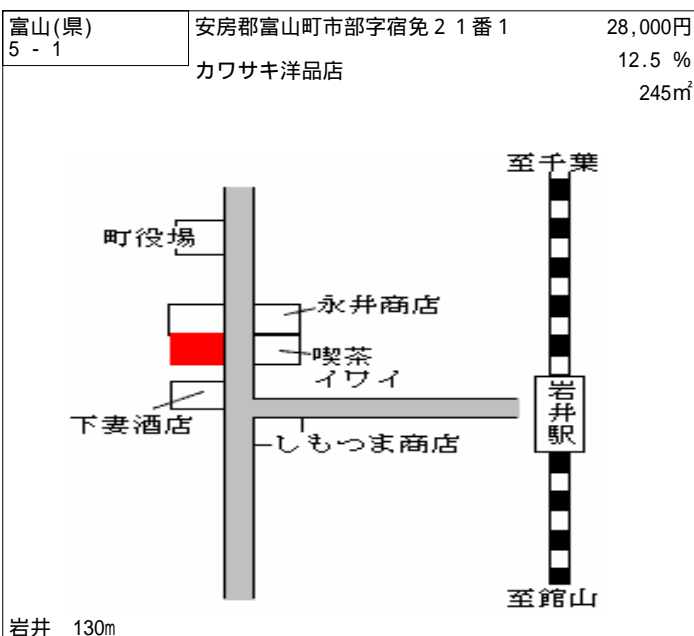 富山(県)
5 - 1
安房郡富山町市部字宿免２１番１
カワサキ洋品店
28,000円
12.5 %
245㎡
至千葉
町役場
永井商店
喫茶
イワイ
下妻酒店
しもつま商店
岩井駅
至館山
岩井 130m